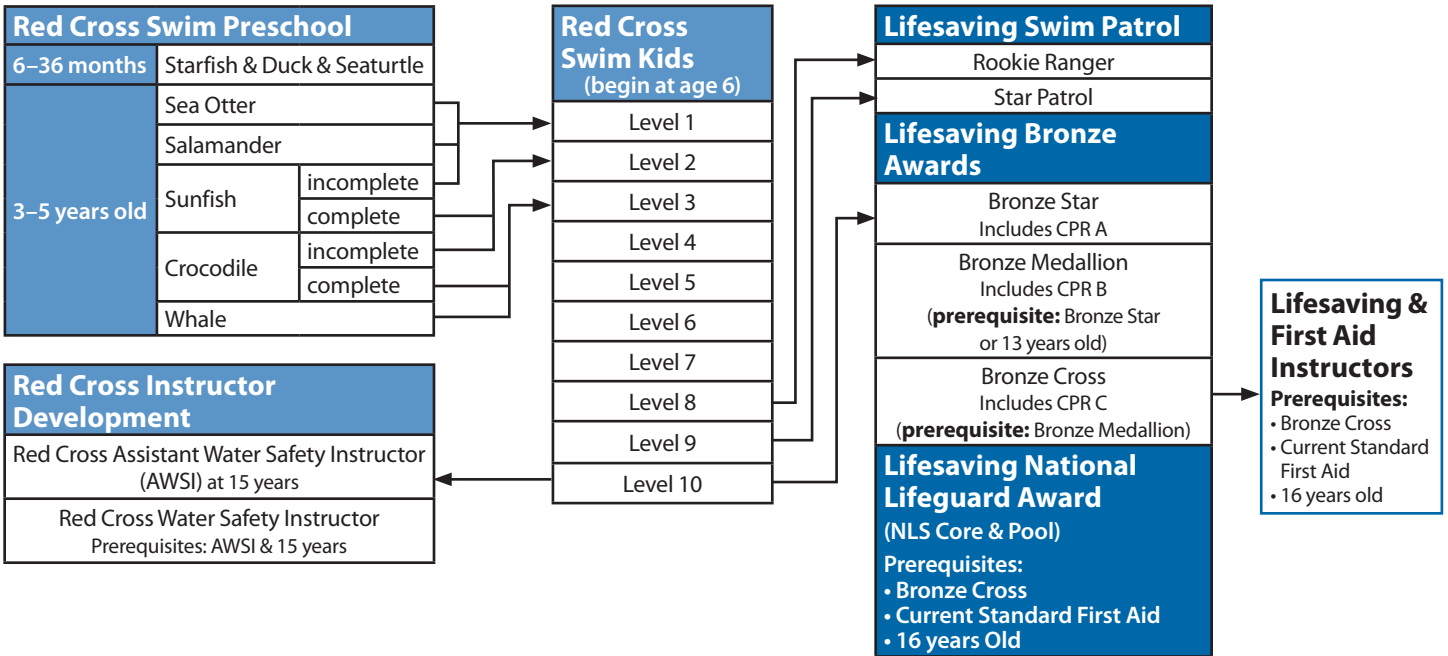 Red Cross Swim Preschool
6–36 months Starfish & Duck & Seaturtle
3–5 years old
Sea Otter
Salamander
Sunfish
incomplete
complete
Crocodile
incomplete
complete
Whale
Red Cross Instructor
Development
Red Cross Assistant Water Safety Instructor
(AWSI) at 15 years
Red Cross Water Safety Instructor
Prerequisites: AWSI & 15 years
Red Cross
Swim Kids
(begin at age 6)
Level 1
Level 2
Level 3
Level 4
Level 5
Level 6
Level 7
Level 8
Level 9
Level 10
Lifesaving Swim Patrol
Rookie Ranger
Star Patrol
Lifesaving Bronze
Awards
Bronze Star
Includes CPR A
Bronze Medallion
Includes CPR B
(prerequisite: Bronze Star
or 13 years old)
Bronze Cross
Includes CPR C
(prerequisite: Bronze Medallion)
Lifesaving National
Lifeguard Award
(NLS Core & Pool)
Prerequisites:
• Bronze Cross
• Current Standard First Aid
• 16 years Old
Lifesaving &
First Aid
Instructors
Prerequisites:
• Bronze Cross
• Current Standard
First Aid
• 16 years old